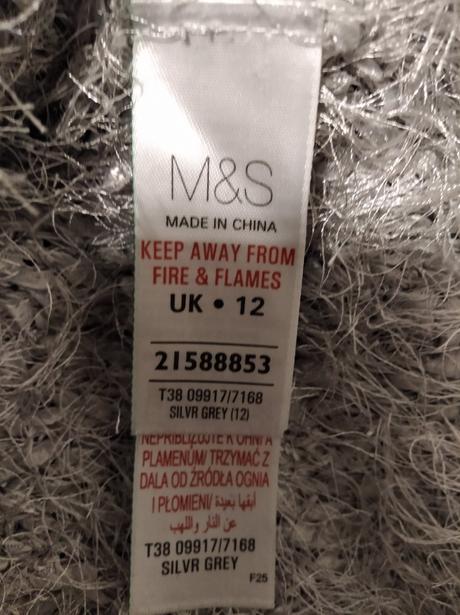 M&S
MADE IN CHINA
KEEP AWAY FROM
FIRE & FLAMES
UK • 12
21588853
T38 09917/7168
SILVR GREY (12)
NEPRIBLIZUJTE K OHNI A
PLAMENUM/ TRZYMAĆ Z
DALA OD ŹRÓDŁA OGNIA
I PŁOMIENI/ أبقها بعيدة
عن النار واللهب
T38 09917/7168
SILVR GREY
F25